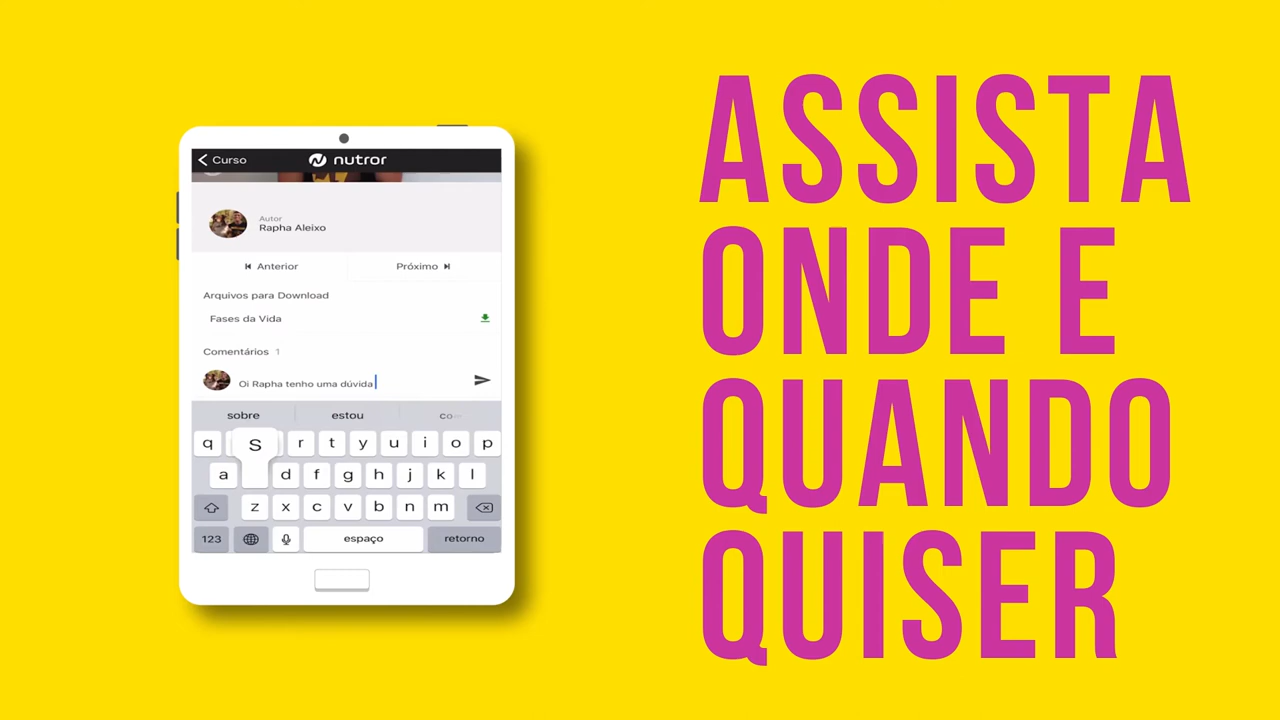 Curso
nutror
Autor
Rapha Aleixo
Anterior
Próximo
Arquivos para Download
Fases da Vida
Comentários 1
Oi Rapha tenho uma dúvida
sobre
estou
q S r t y u i o p
a d f g h j k l
z x c v b n m
123
espaço
retorno
ASSISTA
ONDE E
QUANDO
QUISER